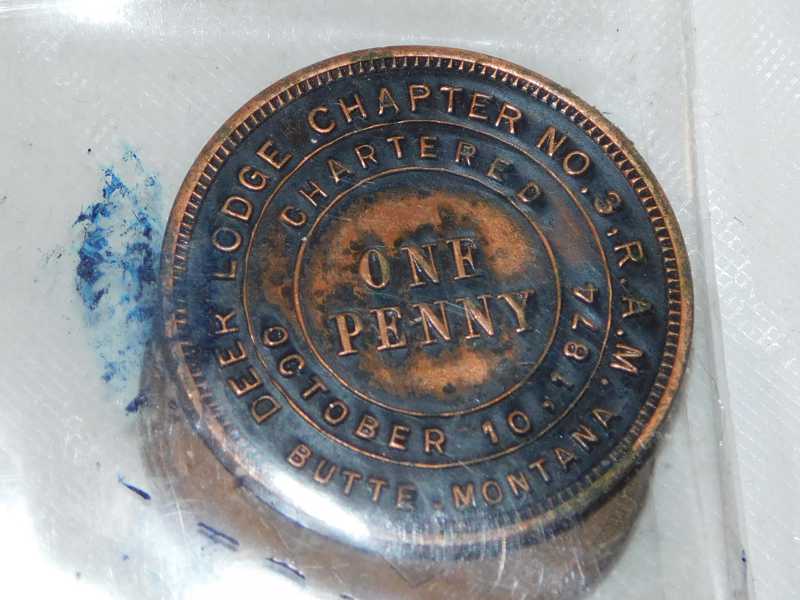 DEER LODGE CHAPTER NO. 3, R.A.M.
BUTTE. MONTANA.
CHARTERED
OCTOBER 10, 1874
ONE
PENNY